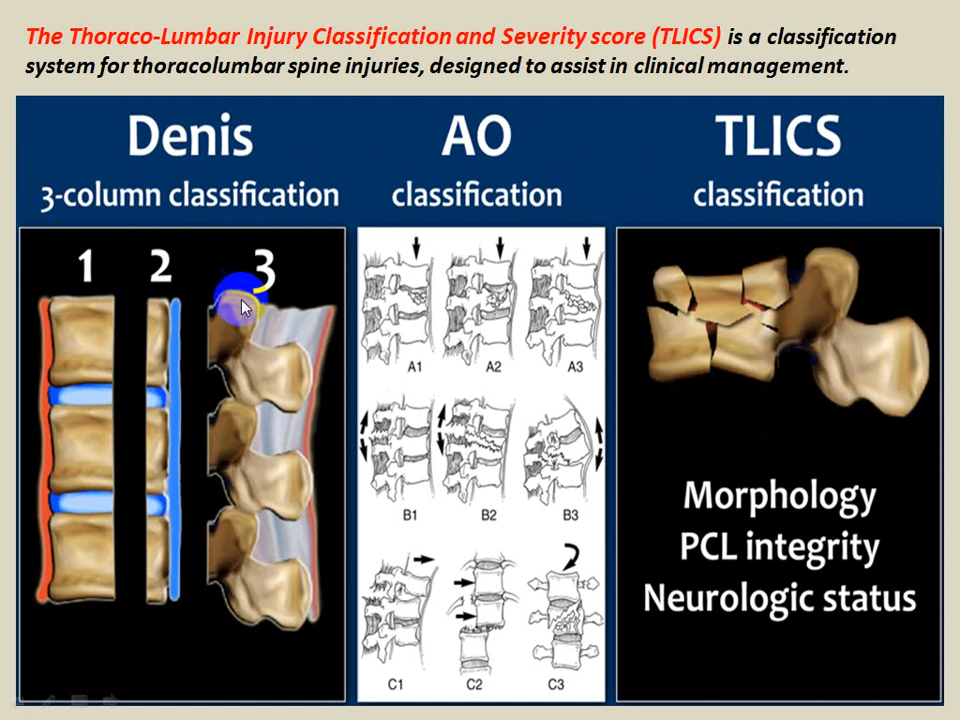 The Thoraco-Lumbar Injury Classification and Severity score (TLICS) is a classification
system for thoracolumbar spine injuries, designed to assist in clinical management.
Denis
3-column classification
AO
classification
TLICS
classification
1 2 3
A1 A2 A3
B1 B2 B3
C1 C2 C3
Morphology
PCL integrity
Neurologic status